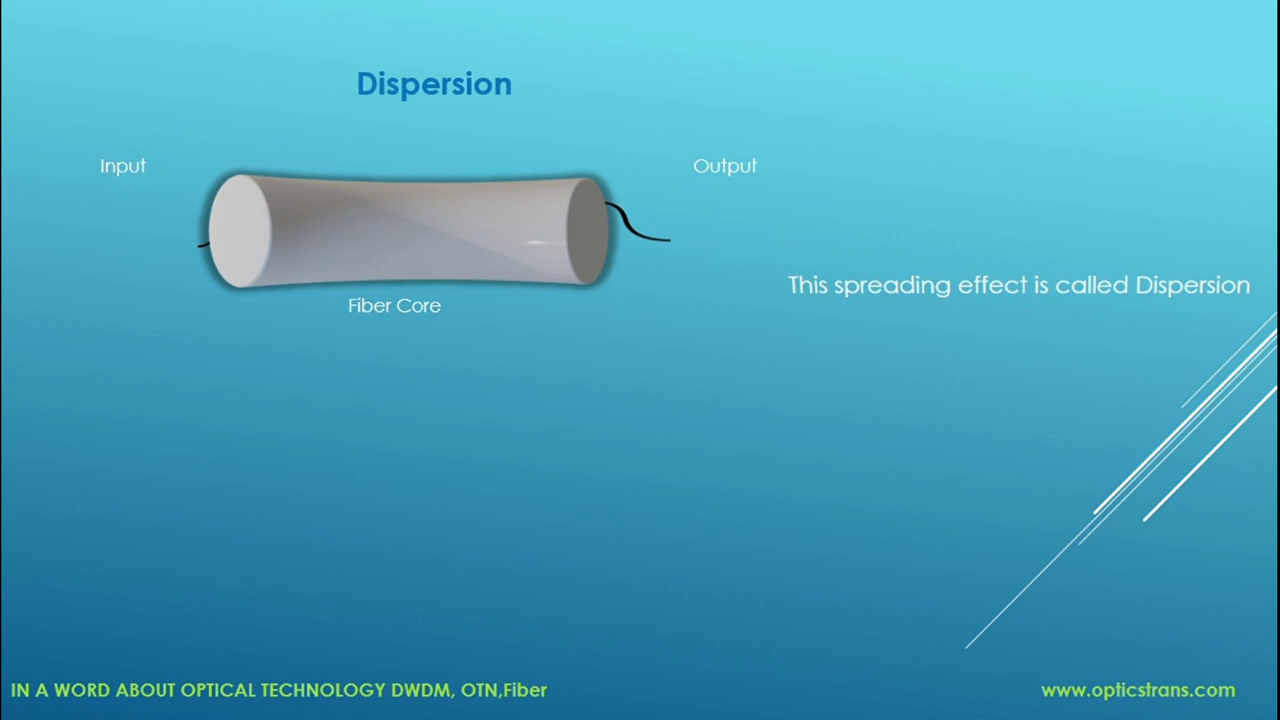 Dispersion
Input
Output
This spreading effect is called Dispersion
Fiber Core
IN A WORD ABOUT OPTICAL TECHNOLOGY DWDM, OTN,Fiber
www.opticstrans.com